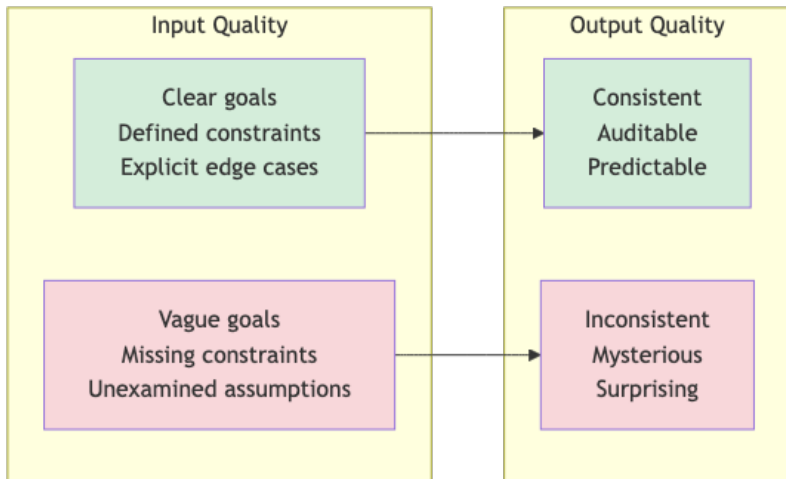 Input Quality
Clear goals
Defined constraints
Explicit edge cases
Vague goals
Missing constraints
Unexamined assumptions
Output Quality
Consistent
Auditable
Predictable
Inconsistent
Mysterious
Surprising